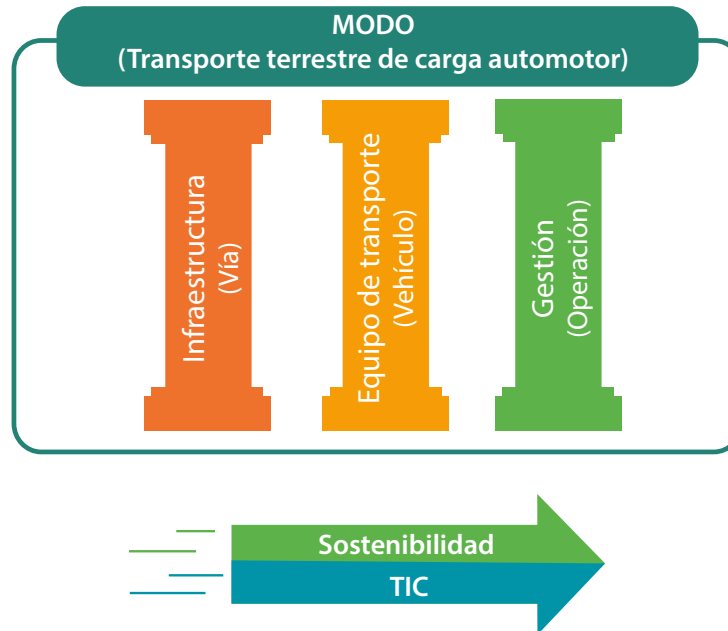 MODO
(Transporte terrestre de carga automotor)
Infraestructura
(Vía)
Equipo de transporte
(Vehículo)
Gestión
(Operación)
Sostenibilidad
TIC